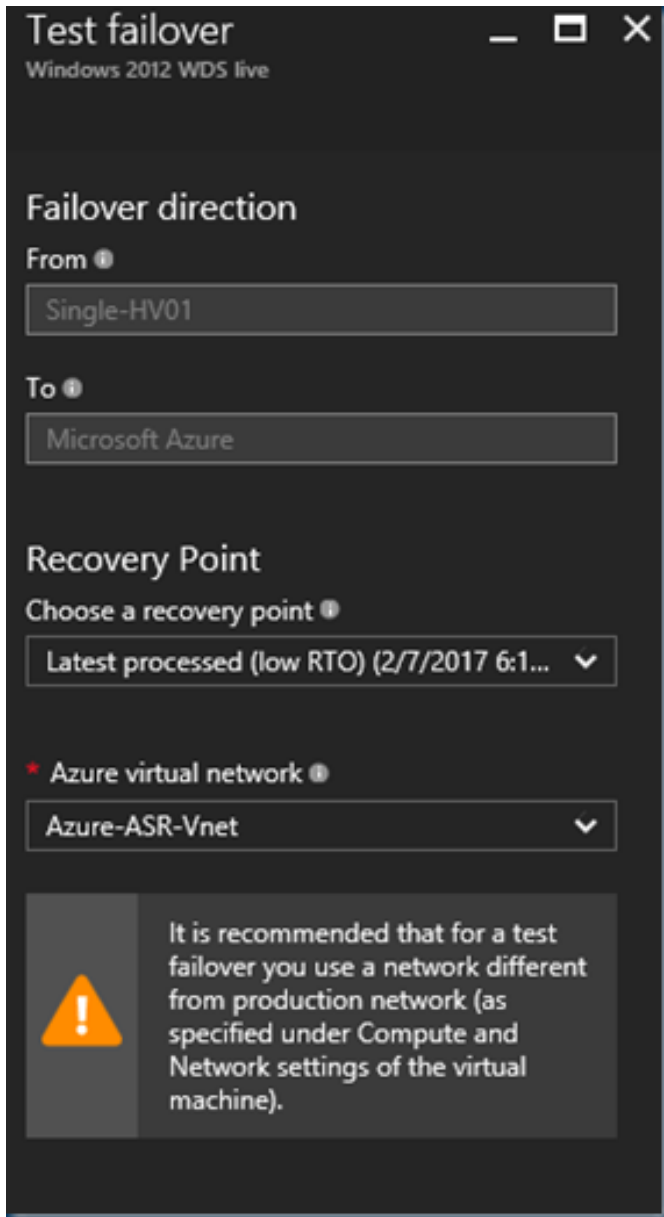 Test failover
Windows 2012 WDS live
Failover direction
From
Single-HV01
To
Microsoft Azure
Recovery Point
Choose a recovery point
Latest processed (low RTO) (2/7/2017 6:1...
* Azure virtual network
Azure-ASR-Vnet
It is recommended that for a test
failover you use a network different
from production network (as
specified under Compute and
Network settings of the virtual
machine).